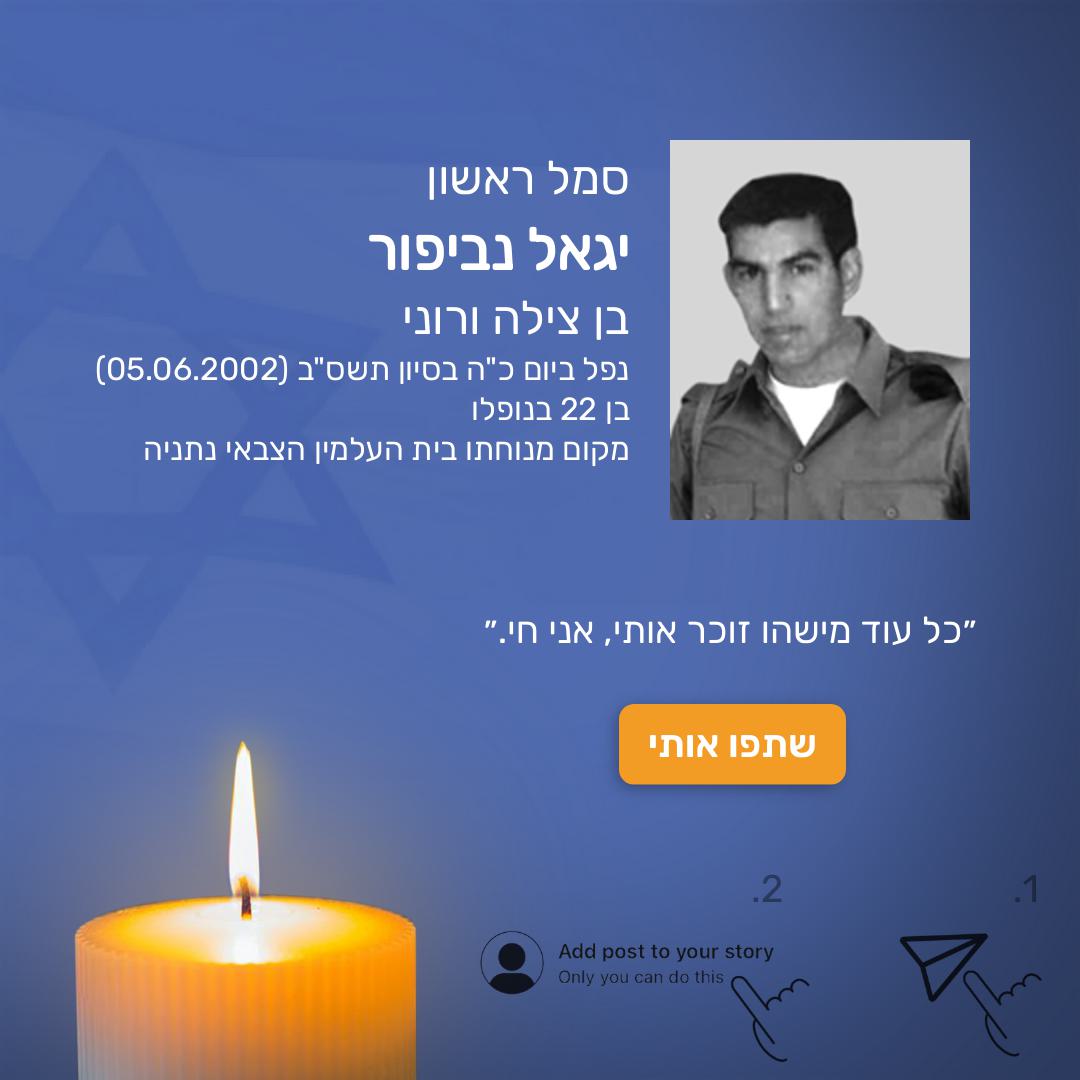 סמל ראשון
יגאל נביפור
בן צילה ורוני
נפל ביום כ"ה בסיון תשס"ב (05.06.2002)
בן 22 בנופלו
מקום מנוחתו בית העלמין הצבאי נתניה
״כל עוד מישהו זוכר אותי, אני חי.״
שתפו אותי
.1
.2
Add post to your story
Only you can do this